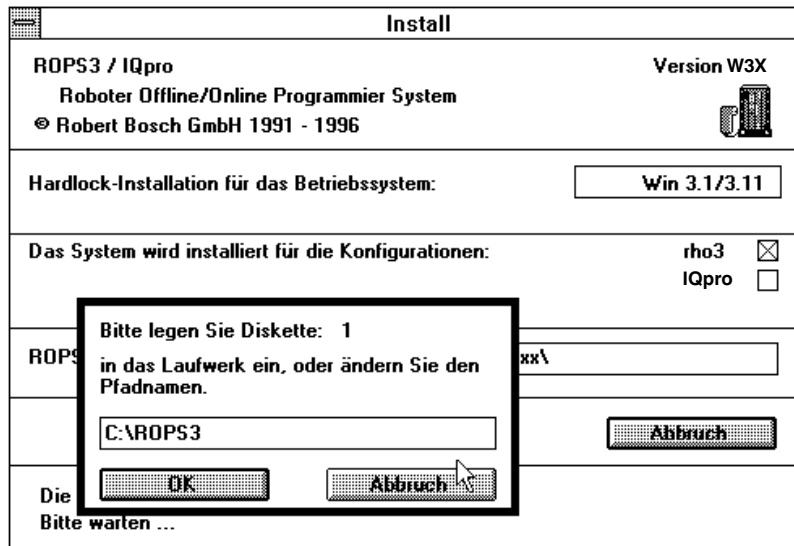 Install
ROPS3 / IQpro
Version W3X
Roboter Offline/Online Programmier System
© Robert Bosch GmbH 1991 - 1996
Hardlock-Installation für das Betriebssystem:
Win 3.1/3.11
Das System wird installiert für die Konfigurationen:
rho3
IQpro
Bitte legen Sie Diskette: 1
in das Laufwerk ein, oder ändern Sie den
Pfadnamen.
C:\ROPS3
OK
Abbruch
xx\
Abbruch
Die
Bitte warten ...